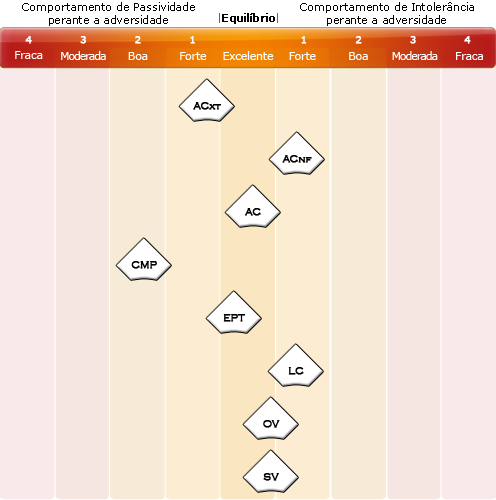 Comportamento de Passividade
perante a adversidade
|Equilíbrio|
Comportamento de Intolerância
perante a adversidade
4 3 2 1 1 2 3 4
Fraca Moderada Boa Forte Excelente Forte Boa Moderada Fraca
ACXT
ACNF
AC
CMP
EPT
LC
OV
SV